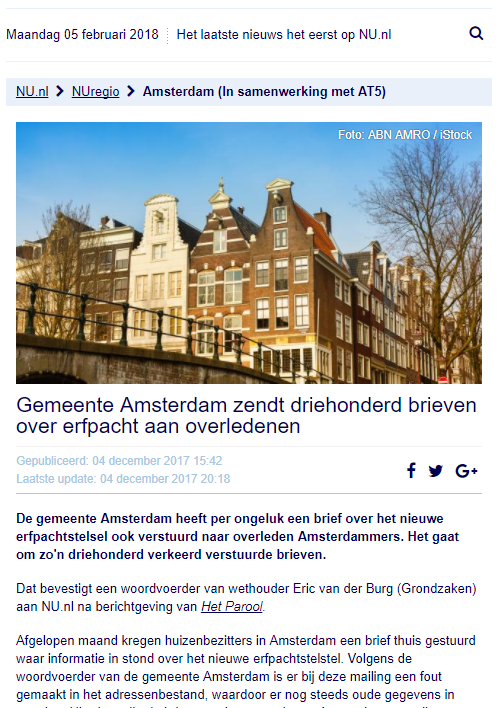 Maandag 05 februari 2018 Het laatste nieuws het eerst op NU.nl
NU.nl NUregio Amsterdam (In samenwerking met AT5)
Foto: ABN AMRO / iStock
Gemeente Amsterdam zendt driehonderd brieven
over erfpacht aan overledenen
Gepubliceerd: 04 december 2017 15:42
Laatste update: 04 december 2017 20:18
De gemeente Amsterdam heeft per ongeluk een brief over het nieuwe
erfpachtstelsel ook verstuurd naar overleden Amsterdammers. Het gaat
om zo'n driehonderd verkeerd verstuurde brieven.
Dat bevestigt een woordvoerder van wethouder Eric van der Burg (Grondzaken)
aan NU.nl na berichtgeving van Het Parool.
Afgelopen maand kregen huizenbezitters in Amsterdam een brief thuis gestuurd
waar informatie in stond over het nieuwe erfpachtstelstel. Volgens de
woordvoerder van de gemeente Amsterdam is er bij deze mailing een fout
gemaakt in het adressenbestand, waardoor er nog steeds oude gegevens in